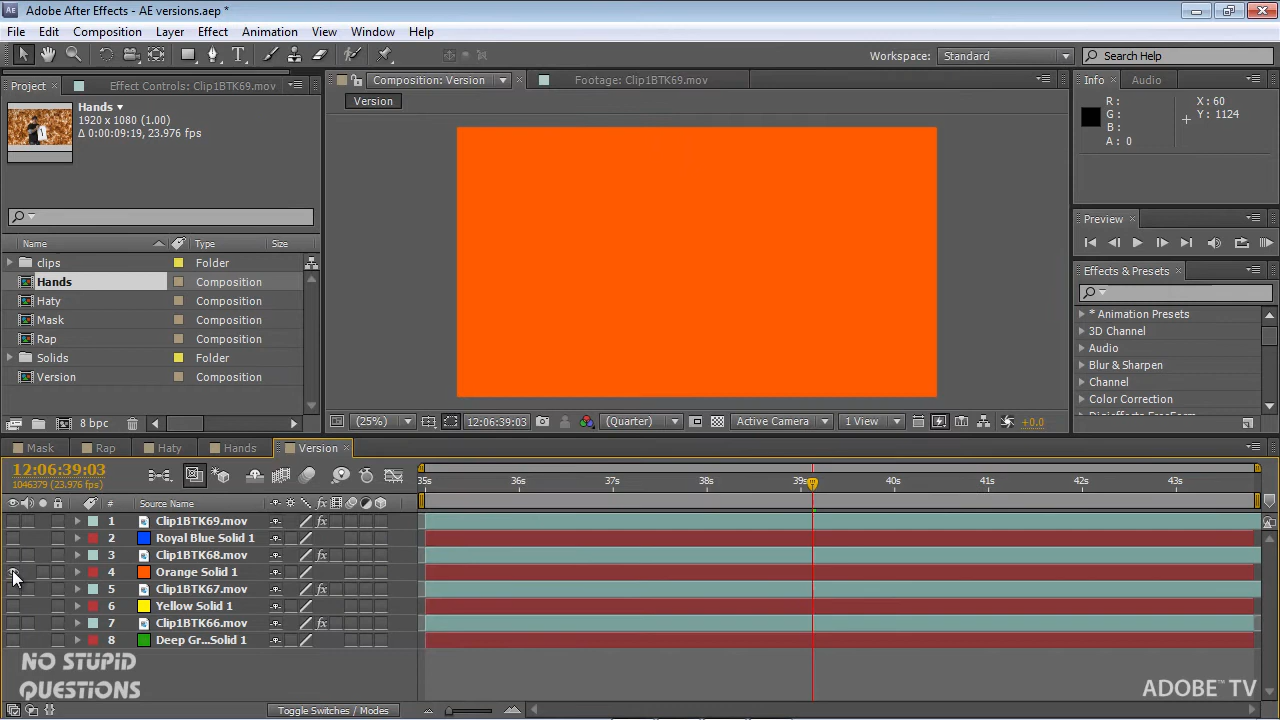 Adobe After Effects - AE versions.aep *
File Edit Composition Layer Effect Animation View Window Help
Workspace: Standard Search Help
Project Effect Controls: Clip1BTK69.mov
Hands
1920 x 1080 (1.00)
Δ 0:00:09:19, 23.976 fps
Name Type Size
clips Folder
Hands Composition
Haty Composition
Mask Composition
Rap Composition
Solids Folder
Version Composition
8 bpc
Composition: Version Footage: Clip1BTK69.mov
Version
(25%) 12:06:39:03 (Quarter) Active Camera 1 View +0.0
Info Audio
R: X: 60
G: Y: 1124
B:
A: 0
Preview
Effects & Presets
* Animation Presets
3D Channel
Audio
Blur & Sharpen
Channel
Color Correction
Mask Rap Haty Hands Version
12:06:39:03
1046379 (23.976 fps)
35s 36s 37s 38s 39s 40s 41s 42s 43s
Source Name
1 Clip1BTK69.mov
2 Royal Blue Solid 1
3 Clip1BTK68.mov
4 Orange Solid 1
5 Clip1BTK67.mov
6 Yellow Solid 1
7 Clip1BTK66.mov
8 Deep Gr...Solid 1
NO STUPID
QUESTIONS
ADOBE™ TV
Toggle Switches / Modes